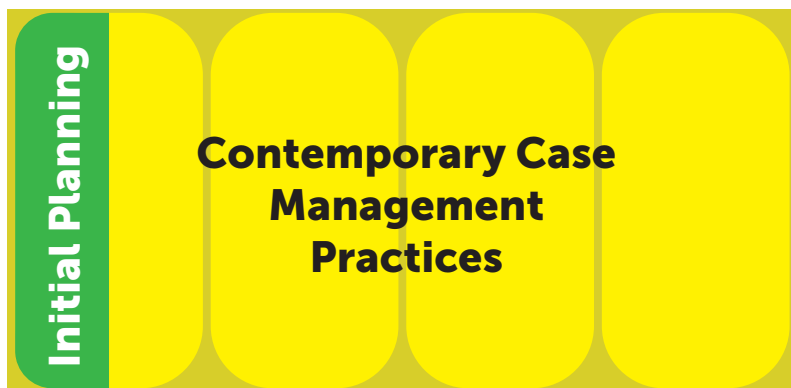 Initial Planning
Contemporary Case
Management
Practices